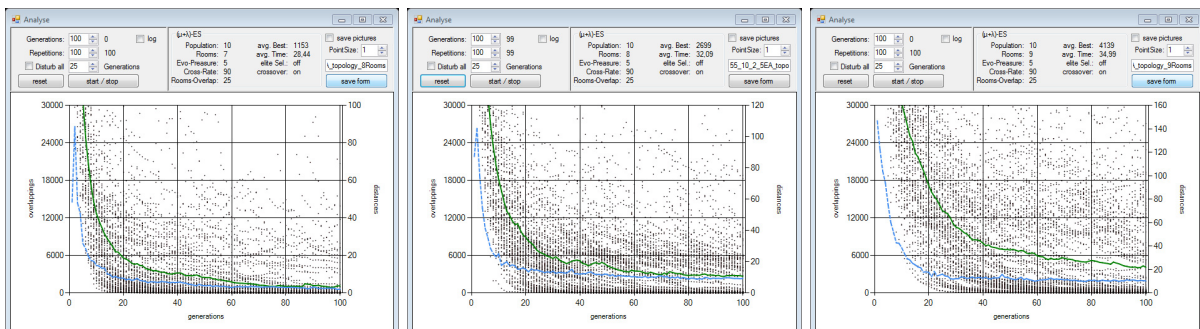 Analyse
Generations: 100 0 log
Repetitions: 100 100
Disturb all 25 Generations
reset start / stop
(μ+λ)-ES
Population: 10 avg. Best: 1153
Rooms: 7 avg. Time: 28,44
Evo-Pressure: 5 elite Sel.: off
Cross-Rate: 90 crossover: on
Rooms-Overlap: 25
save pictures
PointSize: 1
\_topology_8Rooms
save form
30000 100
24000 80
18000 60
12000 40
6000 20
0 0
overlappings
distances
0 20 40 60 80 100
generations
Analyse
Generations: 100 99 log
Repetitions: 100 99
Disturb all 25 Generations
reset start / stop
(μ+λ)-ES
Population: 10 avg. Best: 2699
Rooms: 8 avg. Time: 32,09
Evo-Pressure: 5 elite Sel.: off
Cross-Rate: 90 crossover: on
Rooms-Overlap: 25
save pictures
PointSize: 1
55_10_2_5EA_topo
save form
30000 120
24000 100
18000 80
12000 60
6000 40
0 20
0
overlappings
distances
0 20 40 60 80 100
generations
Analyse
Generations: 100 99 log
Repetitions: 100 99
Disturb all 25 Generations
reset start / stop
(μ+λ)-ES
Population: 10 avg. Best: 4139
Rooms: 9 avg. Time: 34,99
Evo-Pressure: 5 elite Sel.: off
Cross-Rate: 90 crossover: on
Rooms-Overlap: 25
save pictures
PointSize: 1
\_topology_9Rooms
save form
30000 160
24000 140
18000 120
12000 100
6000 80
0 60
40
20
0
overlappings
distances
0 20 40 60 80 100
generations